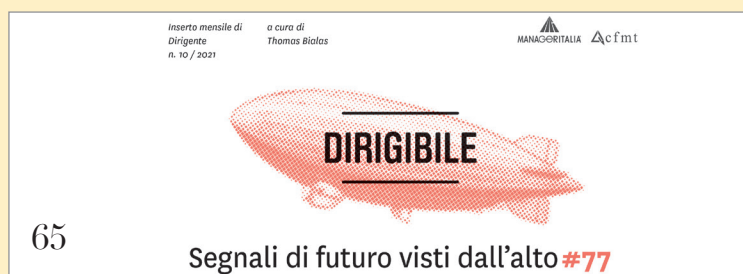 Inserto mensile di
Dirigente
n. 10 / 2021
a cura di
Thomas Bialas
MANAGERITALIA
cfmt
DIRIGIBILE
65
Segnali di futuro visti dall'alto #77